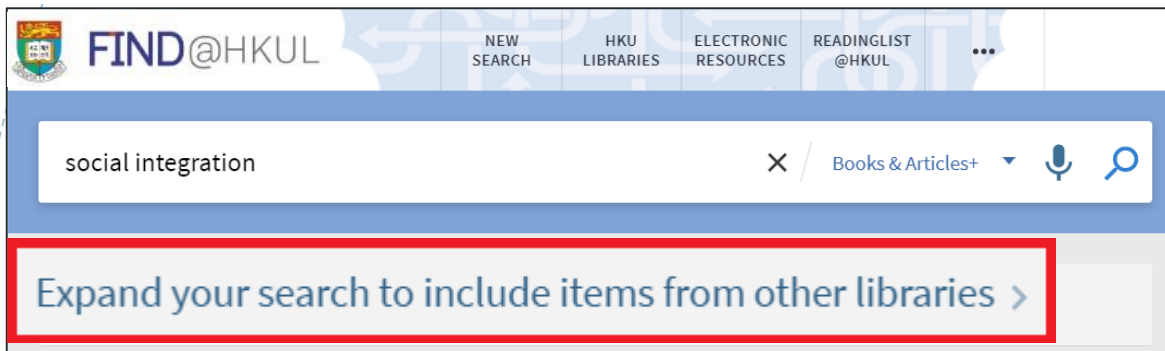 FIND@HKUL
NEW SEARCH
HKU LIBRARIES
ELECTRONIC RESOURCES
READINGLIST @HKUL
•••
social integration
Books & Articles+
Expand your search to include items from other libraries >